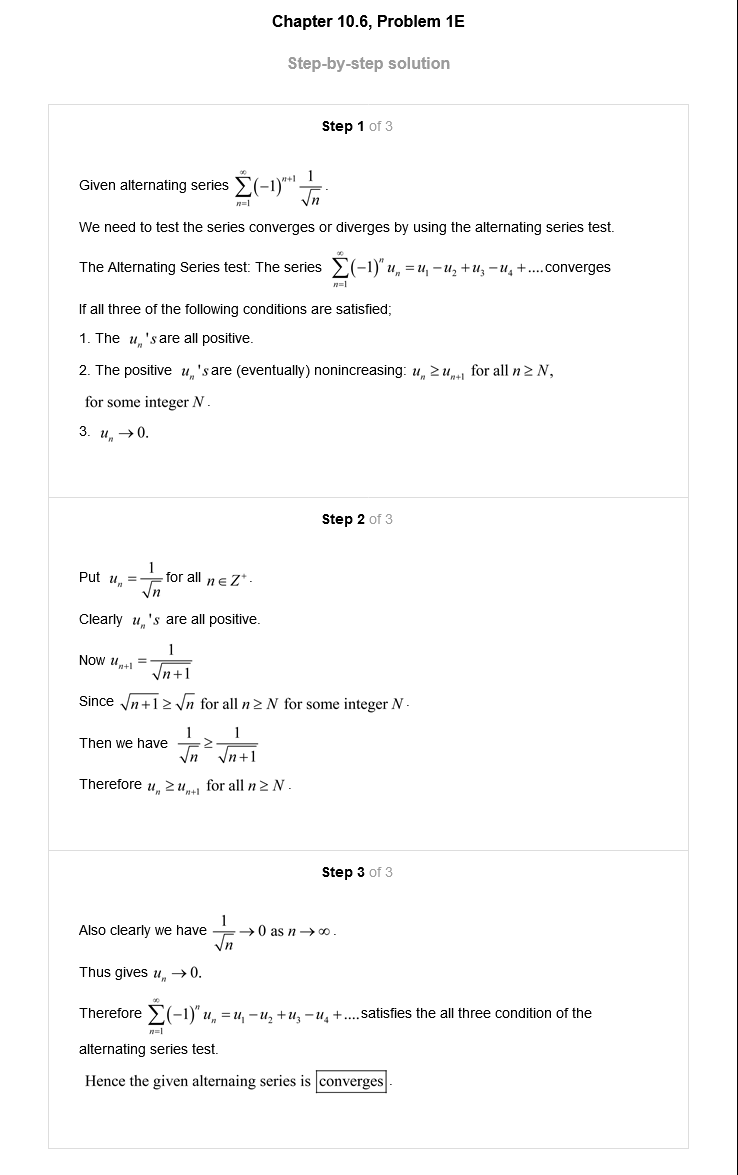 Chapter 10.6, Problem 1E
Step-by-step solution
Step 1 of 3
Given alternating series $\sum_{n=1}^{\infty}(-1)^{n+1}\frac{1}{\sqrt{n}}$.
We need to test the series converges or diverges by using the alternating series test.
The Alternating Series test: The series $\sum_{n=1}^{\infty}(-1)^{n}u_n = u_1 - u_2 + u_3 - u_4 + ....$converges
If all three of the following conditions are satisfied;
1. The $u_n$'s are all positive.
2. The positive $u_n$'s are (eventually) nonincreasing: $u_n \geq u_{n+1}$ for all $n \geq N$,
for some integer $N$.
3. $u_n \to 0$.
Step 2 of 3
Put $u_n = \frac{1}{\sqrt{n}}$ for all $n \in Z^+$.
Clearly $u_n$'s are all positive.
Now $u_{n+1} = \frac{1}{\sqrt{n+1}}$
Since $\sqrt{n+1} \geq \sqrt{n}$ for all $n \geq N$ for some integer $N$.
Then we have $\frac{1}{\sqrt{n}} \geq \frac{1}{\sqrt{n+1}}$
Therefore $u_n \geq u_{n+1}$ for all $n \geq N$.
Step 3 of 3
Also clearly we have $\frac{1}{\sqrt{n}} \to 0$ as $n \to \infty$.
Thus gives $u_n \to 0$.
Therefore $\sum_{n=1}^{\infty}(-1)^{n}u_n = u_1 - u_2 + u_3 - u_4 + ....$satisfies the all three condition of the
alternating series test.
Hence the given alternaing series is $\boxed{\text{converges}}$.